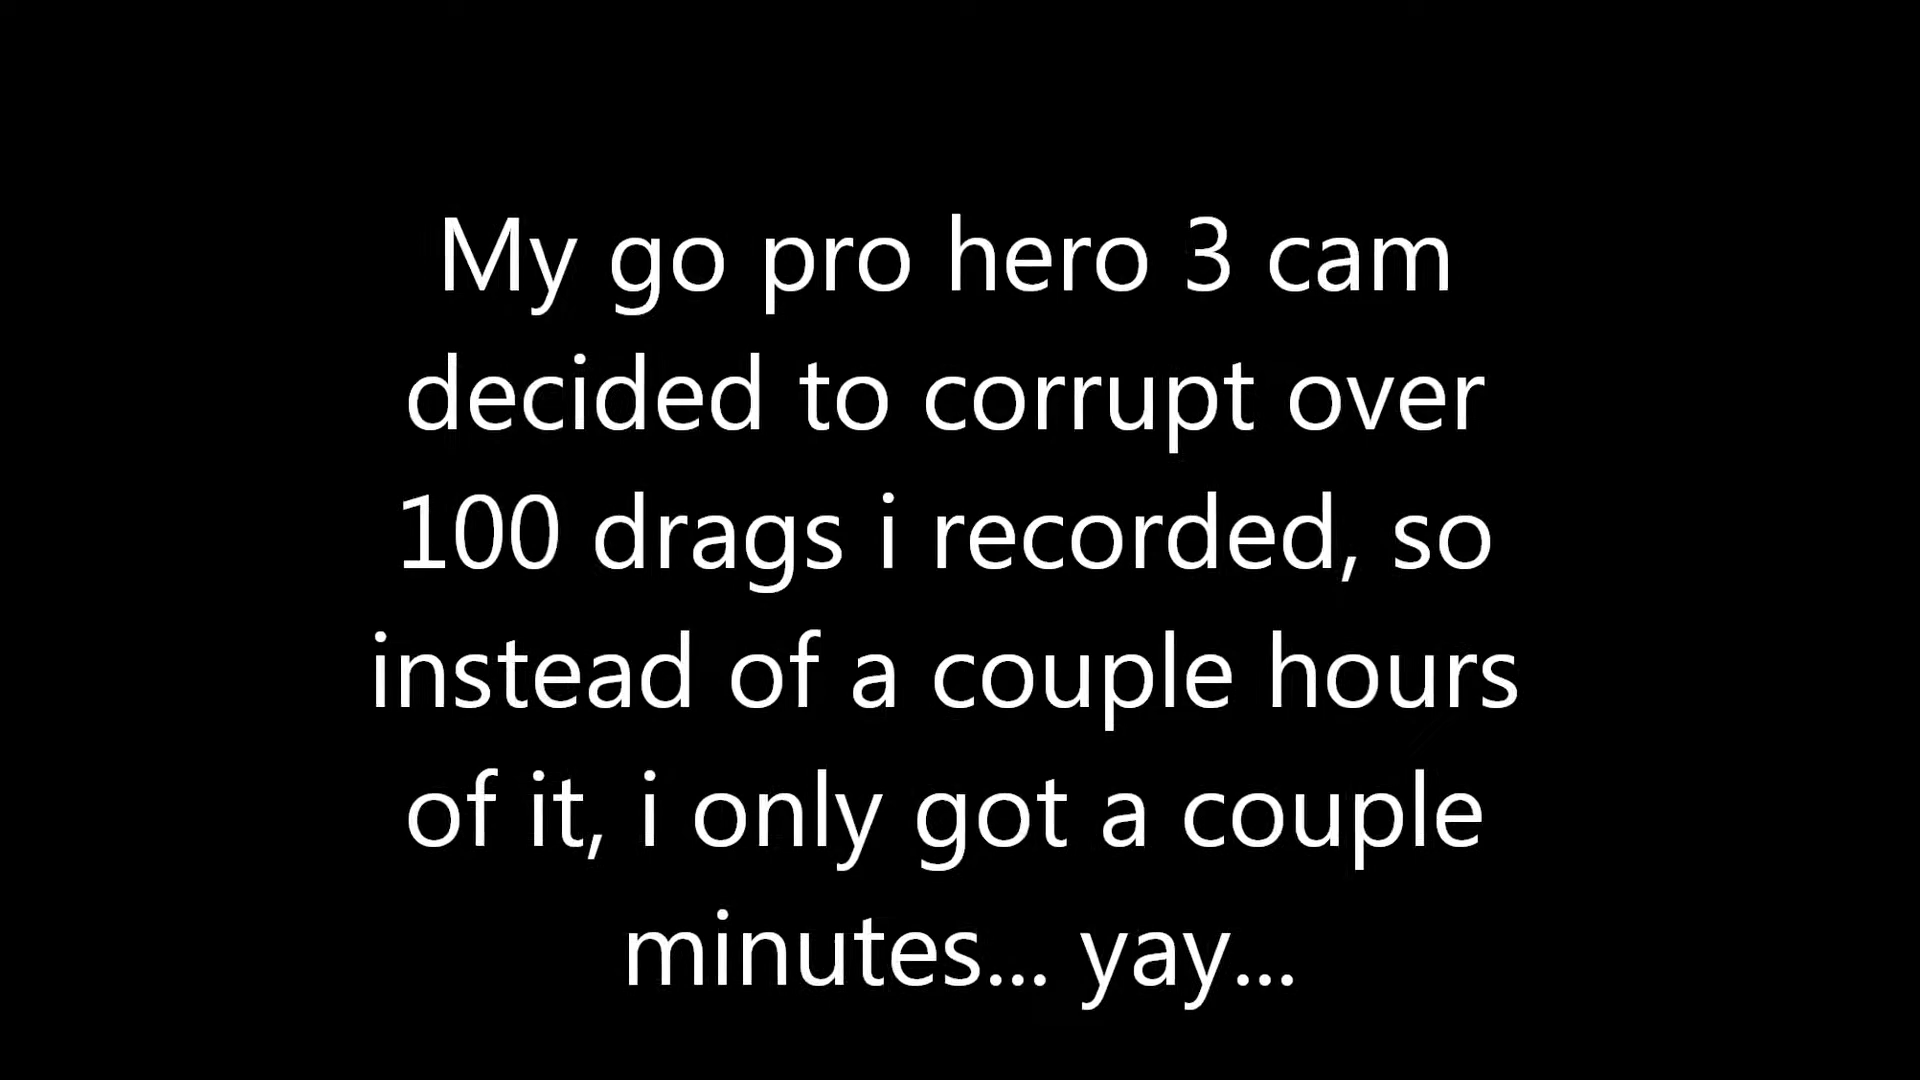 My go pro hero 3 cam
decided to corrupt over
100 drags i recorded, so
instead of a couple hours
of it, i only got a couple
minutes... yay...